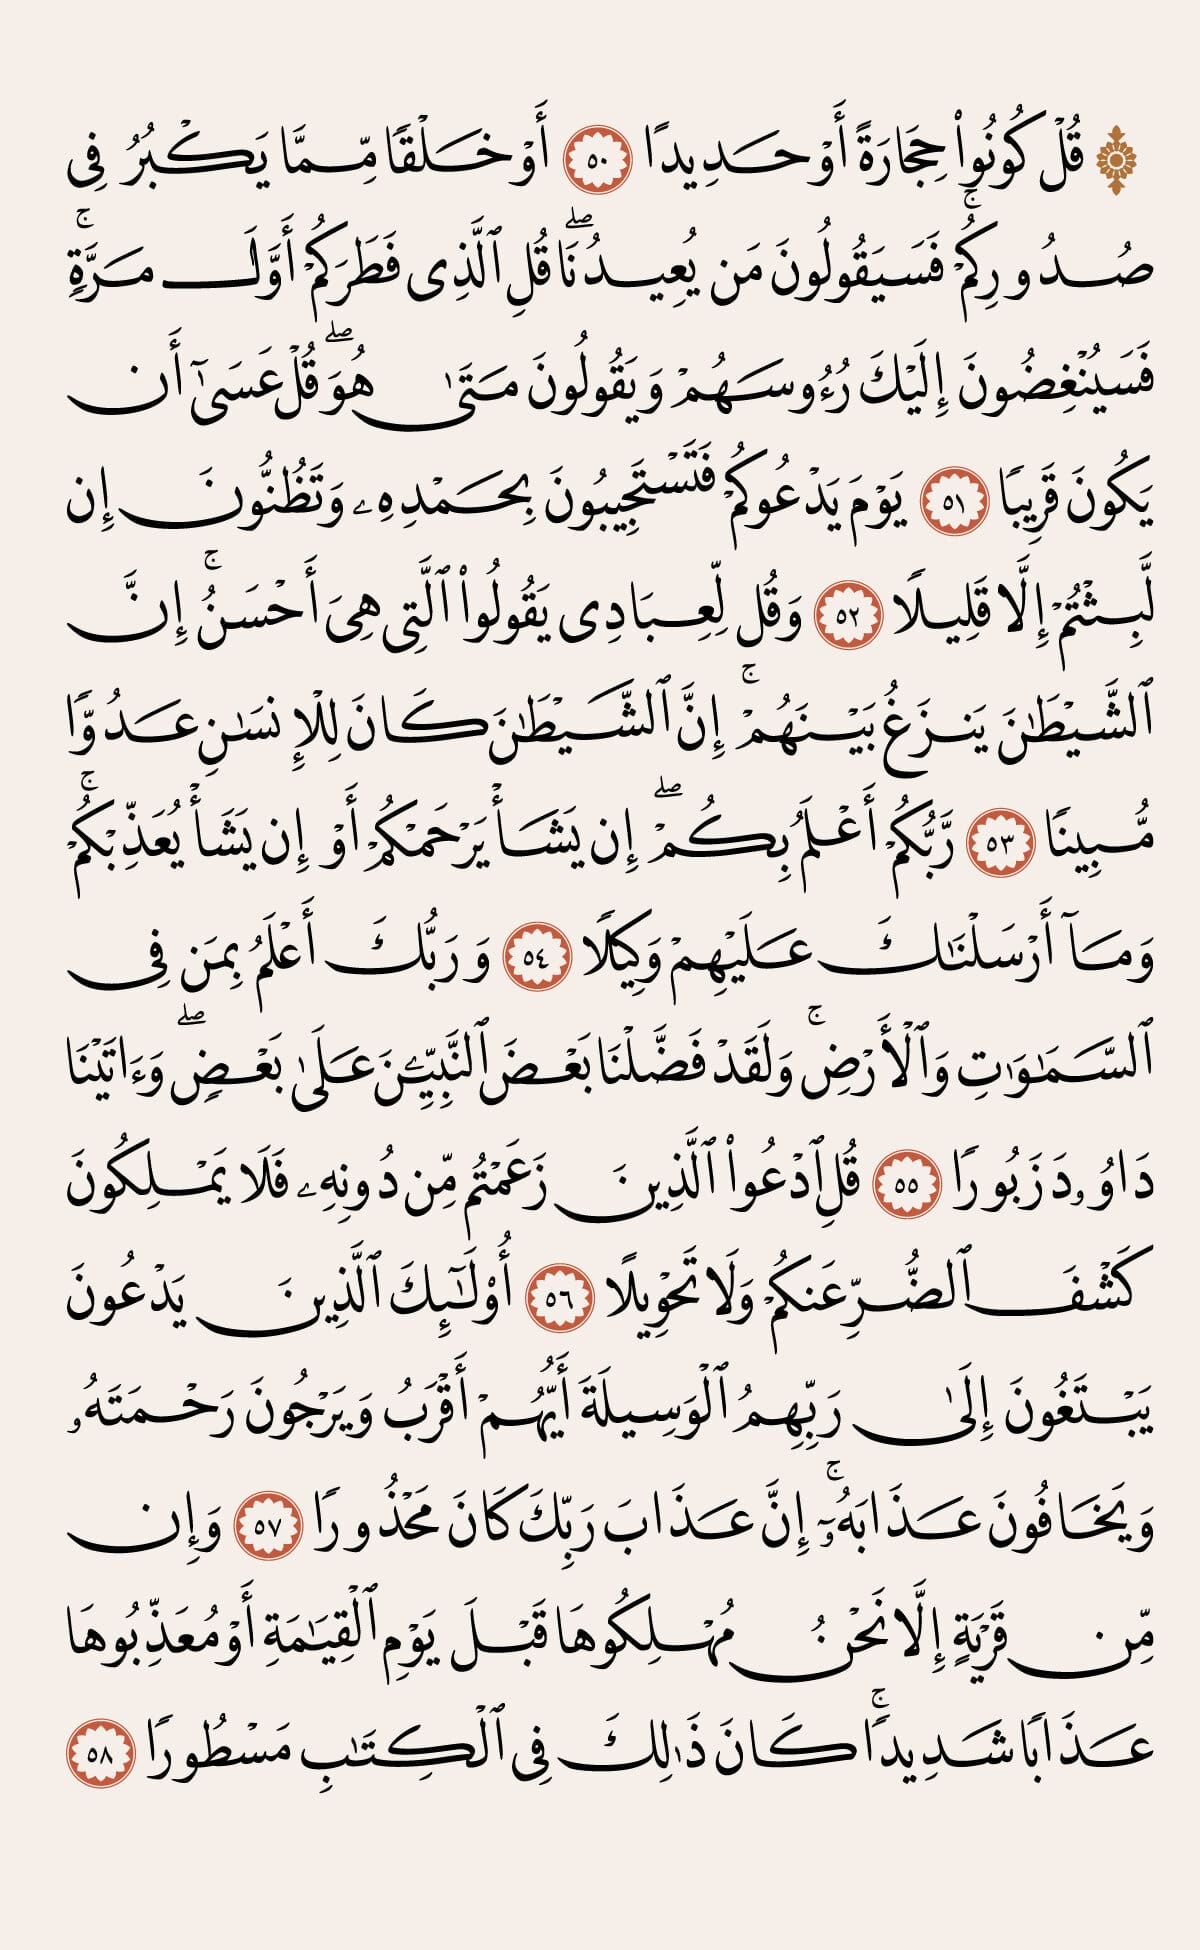 ۞ قُلْ كُونُوا۟ حِجَارَةً أَوْ حَدِيدًا ٥٠ أَوْ خَلْقًا مِّمَّا يَكْبُرُ فِى
صُدُورِكُمْ ۚ فَسَيَقُولُونَ مَن يُعِيدُنَا ۖ قُلِ ٱلَّذِى فَطَرَكُمْ أَوَّلَ مَرَّةٍ ۚ
فَسَيُنْغِضُونَ إِلَيْكَ رُءُوسَهُمْ وَيَقُولُونَ مَتَىٰ هُوَ ۖ قُلْ عَسَىٰٓ أَن
يَكُونَ قَرِيبًا ٥١ يَوْمَ يَدْعُوكُمْ فَتَسْتَجِيبُونَ بِحَمْدِهِۦ وَتَظُنُّونَ إِن
لَّبِثْتُمْ إِلَّا قَلِيلًا ٥٢ وَقُل لِّعِبَادِى يَقُولُوا۟ ٱلَّتِى هِىَ أَحْسَنُ ۚ إِنَّ
ٱلشَّيْطَـٰنَ يَنزَغُ بَيْنَهُمْ ۚ إِنَّ ٱلشَّيْطَـٰنَ كَانَ لِلْإِنسَـٰنِ عَدُوًّا
مُّبِينًا ٥٣ رَّبُّكُمْ أَعْلَمُ بِكُمْ ۖ إِن يَشَأْ يَرْحَمْكُمْ أَوْ إِن يَشَأْ يُعَذِّبْكُمْ ۚ
وَمَآ أَرْسَلْنَـٰكَ عَلَيْهِمْ وَكِيلًا ٥٤ وَرَبُّكَ أَعْلَمُ بِمَن فِى
ٱلسَّمَـٰوَٰتِ وَٱلْأَرْضِ ۚ وَلَقَدْ فَضَّلْنَا بَعْضَ ٱلنَّبِيِّـۧنَ عَلَىٰ بَعْضٍ ۖ وَءَاتَيْنَا
دَاوُۥدَ زَبُورًا ٥٥ قُلِ ٱدْعُوا۟ ٱلَّذِينَ زَعَمْتُم مِّن دُونِهِۦ فَلَا يَمْلِكُونَ
كَشْفَ ٱلضُّرِّ عَنكُمْ وَلَا تَحْوِيلًا ٥٦ أُو۟لَـٰٓئِكَ ٱلَّذِينَ يَدْعُونَ
يَبْتَغُونَ إِلَىٰ رَبِّهِمُ ٱلْوَسِيلَةَ أَيُّهُمْ أَقْرَبُ وَيَرْجُونَ رَحْمَتَهُۥ
وَيَخَافُونَ عَذَابَهُۥٓ ۚ إِنَّ عَذَابَ رَبِّكَ كَانَ مَحْذُورًا ٥٧ وَإِن
مِّن قَرْيَةٍ إِلَّا نَحْنُ مُهْلِكُوهَا قَبْلَ يَوْمِ ٱلْقِيَـٰمَةِ أَوْ مُعَذِّبُوهَا
عَذَابًا شَدِيدًا ۚ كَانَ ذَٰلِكَ فِى ٱلْكِتَـٰبِ مَسْطُورًا ٥٨